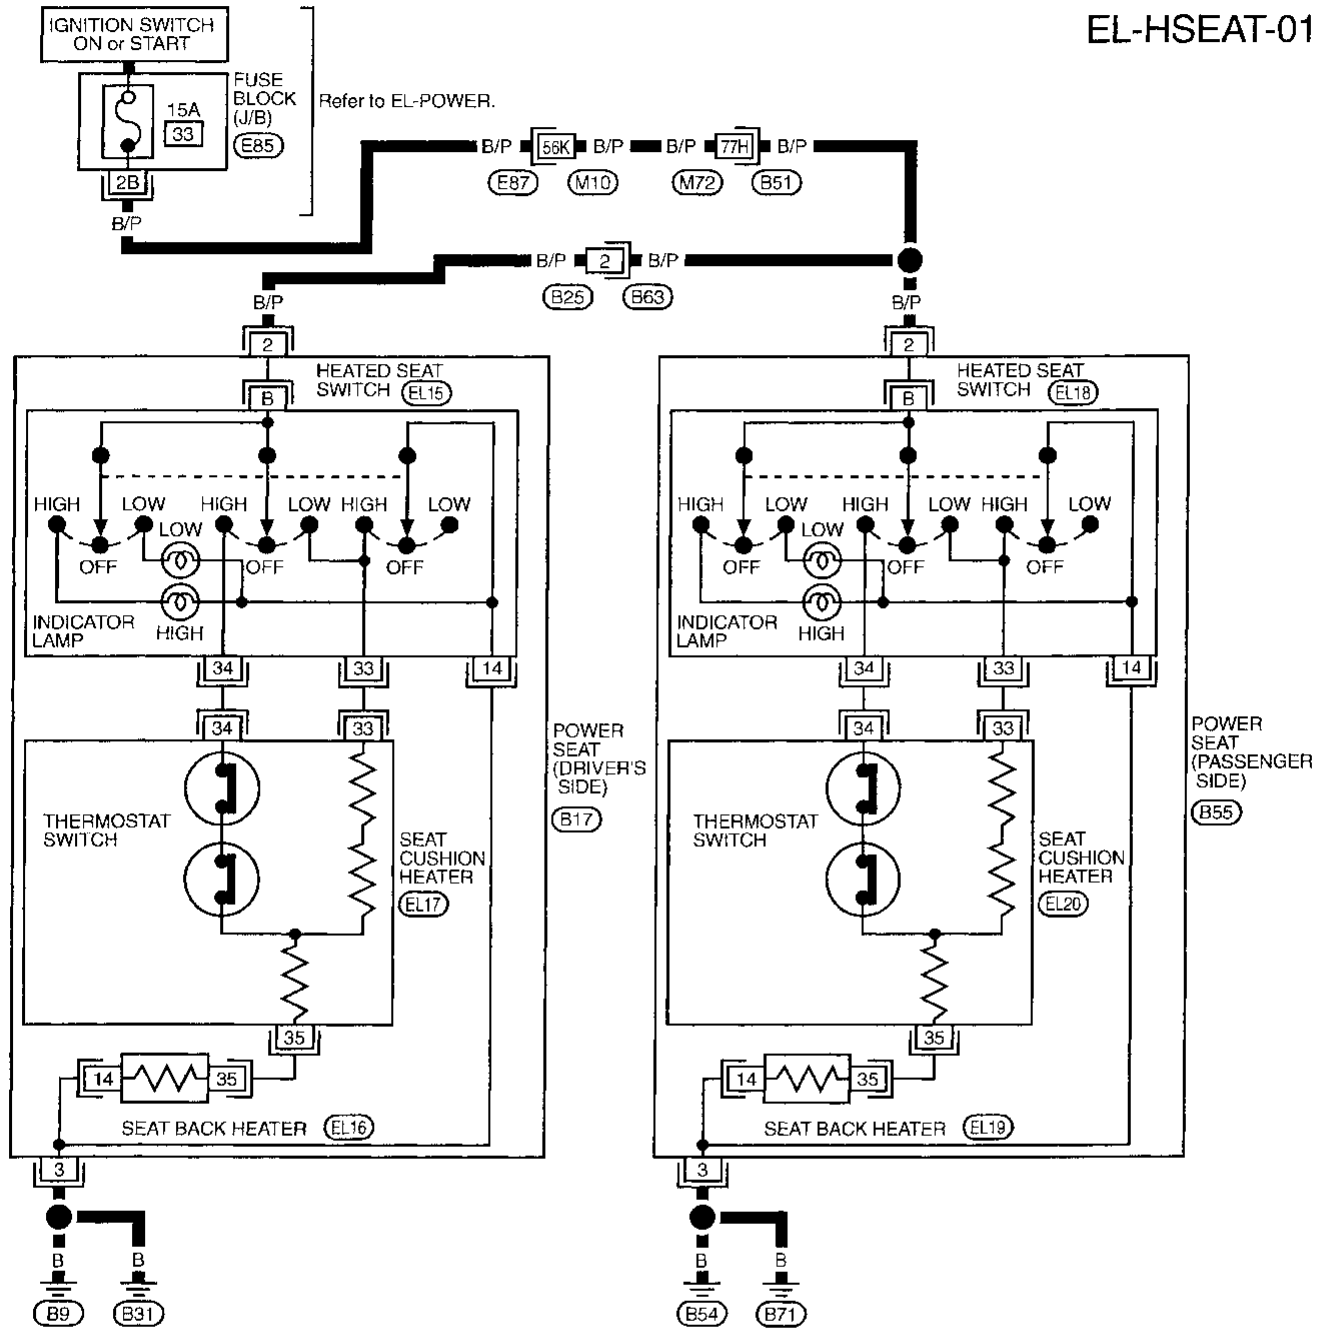 EL-HSEAT-01
IGNITION SWITCH
ON or START
FUSE
BLOCK
(J/B)
E85
15A
33
2B
B/P
Refer to EL-POWER.
B/P 56K B/P B/P 77H B/P
E87 M10 M72 B51
B/P 2 B/P
B25 B63
B/P
B/P
2
HEATED SEAT
SWITCH EL15
B
HIGH LOW HIGH LOW HIGH LOW
LOW
OFF OFF OFF
INDICATOR
LAMP
HIGH
34 33 14
34 33
THERMOSTAT
SWITCH
SEAT
CUSHION
HEATER
EL17
35
14 35
SEAT BACK HEATER EL16
3
B B
B9 B31
POWER
SEAT
(DRIVER'S
SIDE)
B17
2
HEATED SEAT
SWITCH EL18
B
HIGH LOW HIGH LOW HIGH LOW
LOW
OFF OFF OFF
INDICATOR
LAMP
HIGH
34 33 14
34 33
THERMOSTAT
SWITCH
SEAT
CUSHION
HEATER
EL20
35
14 35
SEAT BACK HEATER EL19
3
B B
B54 B71
POWER
SEAT
(PASSENGER
SIDE)
B55